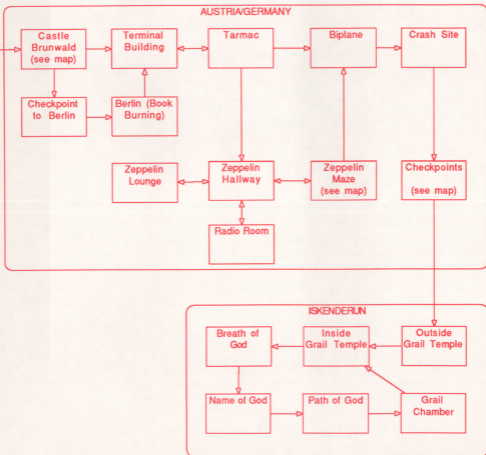 AUSTRIA/GERMANY
Castle
Brunwald
(see map)
Terminal
Building
Tarmac
Biplane
Crash Site
Checkpoint
to Berlin
Berlin (Book
Burning)
Zeppelin
Lounge
Zeppelin
Hallway
Zeppelin
Maze
(see map)
Checkpoints
(see map)
Radio Room
ISKENDERUN
Breath of
God
Inside
Grail Temple
Outside
Grail Temple
Name of God
Path of God
Grail
Chamber